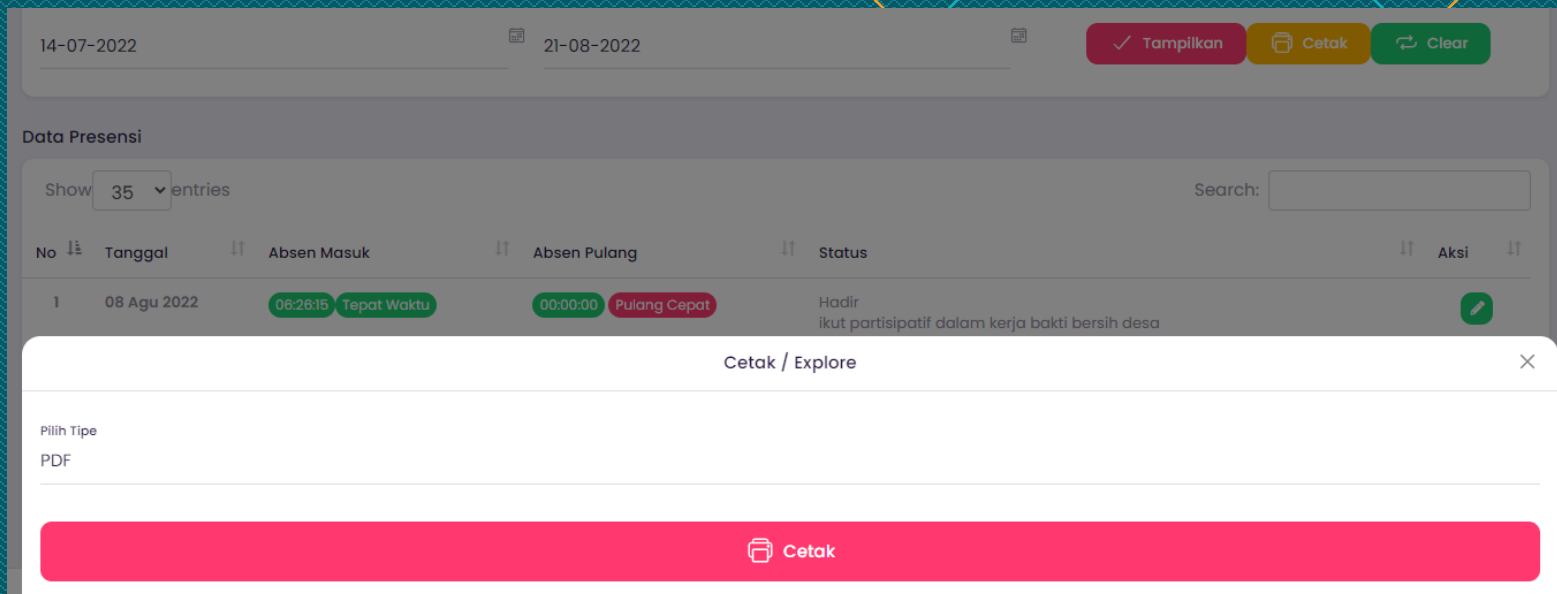 14-07-2022 21-08-2022 Tampilkan Cetak Clear
Data Presensi
Show 35 entries Search:
No Tanggal Absen Masuk Absen Pulang Status Aksi
1 08 Agu 2022 06:26:15 Tepat Waktu 00:00:00 Pulang Cepat Hadir
ikut partisipatif dalam kerja bakti bersih desa
Cetak / Explore
Pilih Tipe
PDF
Cetak